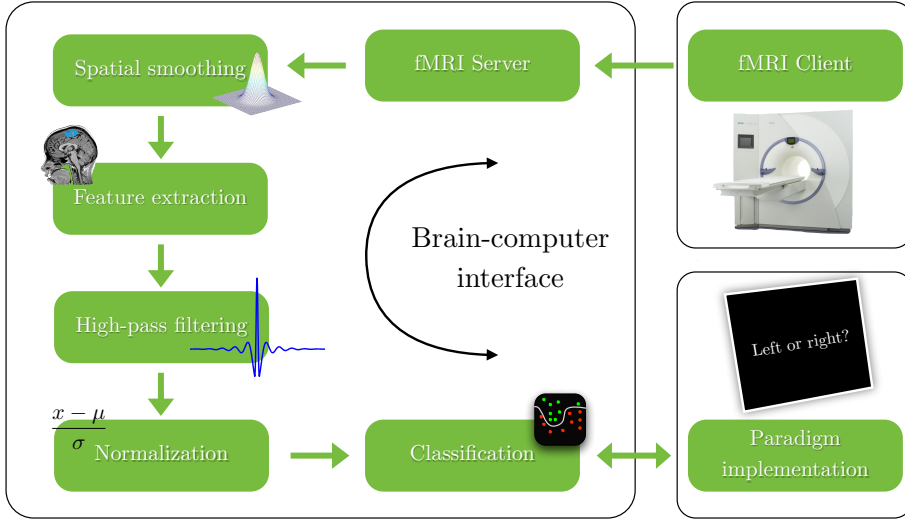 Spatial smoothing
fMRI Server
fMRI Client
Feature extraction
Brain-computer
interface
High-pass filtering
Left or right?
x − μ
σ
Normalization
Classification
Paradigm
implementation